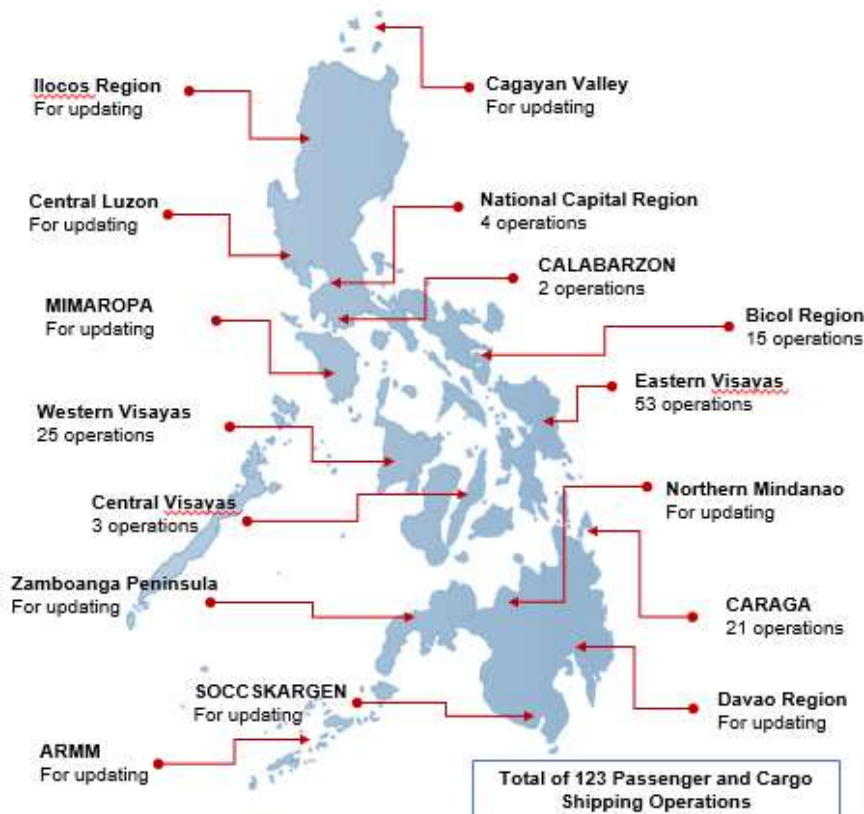 Ilocos Region
For updating
Cagayan Valley
For updating
Central Luzon
For updating
National Capital Region
4 operations
CALABARZON
2 operations
MIMAROPA
For updating
Bicol Region
15 operations
Eastern Visayas
53 operations
Western Visayas
25 operations
Northern Mindanao
For updating
Central Visayas
3 operations
Zamboanga Peninsula
For updating
CARAGA
21 operations
SOCCSKARGEN
For updating
Davao Region
For updating
ARMM
For updating
Total of 123 Passenger and Cargo
Shipping Operations